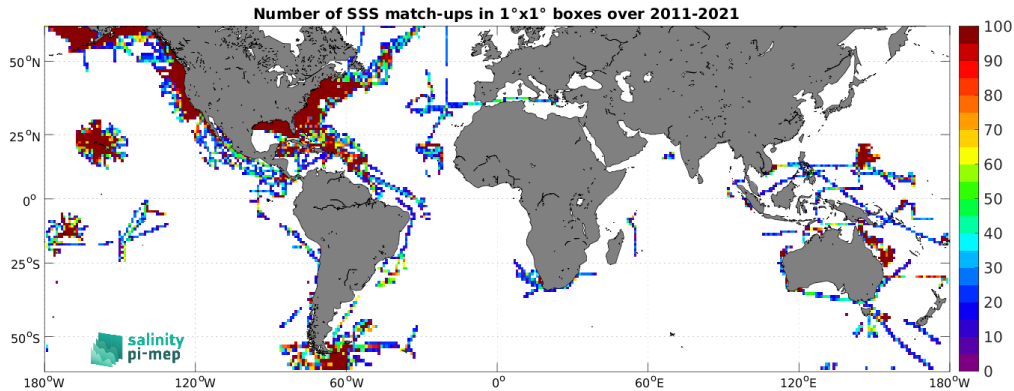 Number of SSS match-ups in 1°x1° boxes over 2011-2021
50°N
25°N
0°
25°S
50°S
180°W
120°W
60°W
0°
60°E
120°E
180°W
100
90
80
70
60
50
40
30
20
10
0
salinity
pi-mep